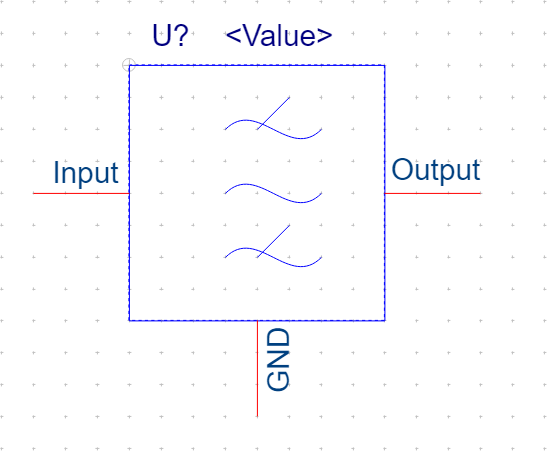 U? <Value>
Input
Output
GND